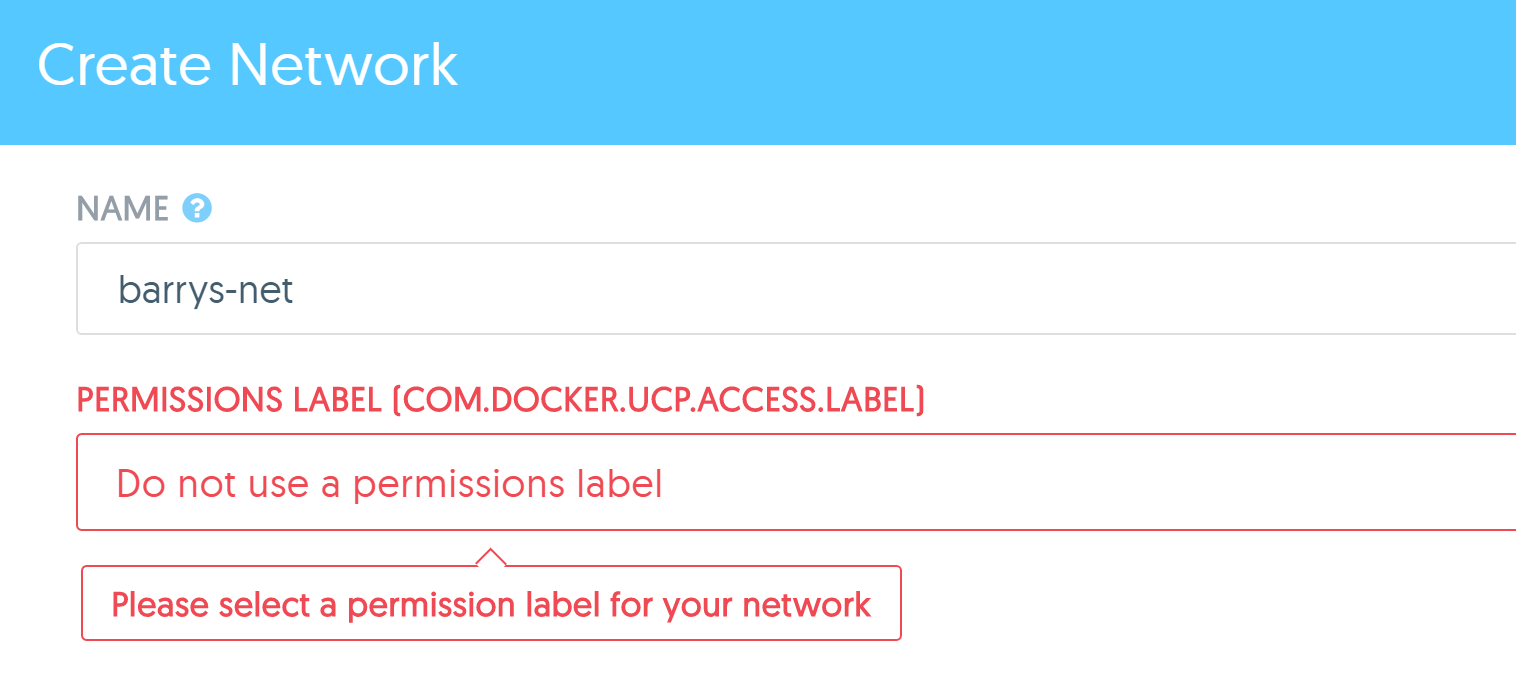 Create Network
NAME ?
barrys-net
PERMISSIONS LABEL (COM.DOCKER.UCP.ACCESS.LABEL)
Do not use a permissions label
Please select a permission label for your network